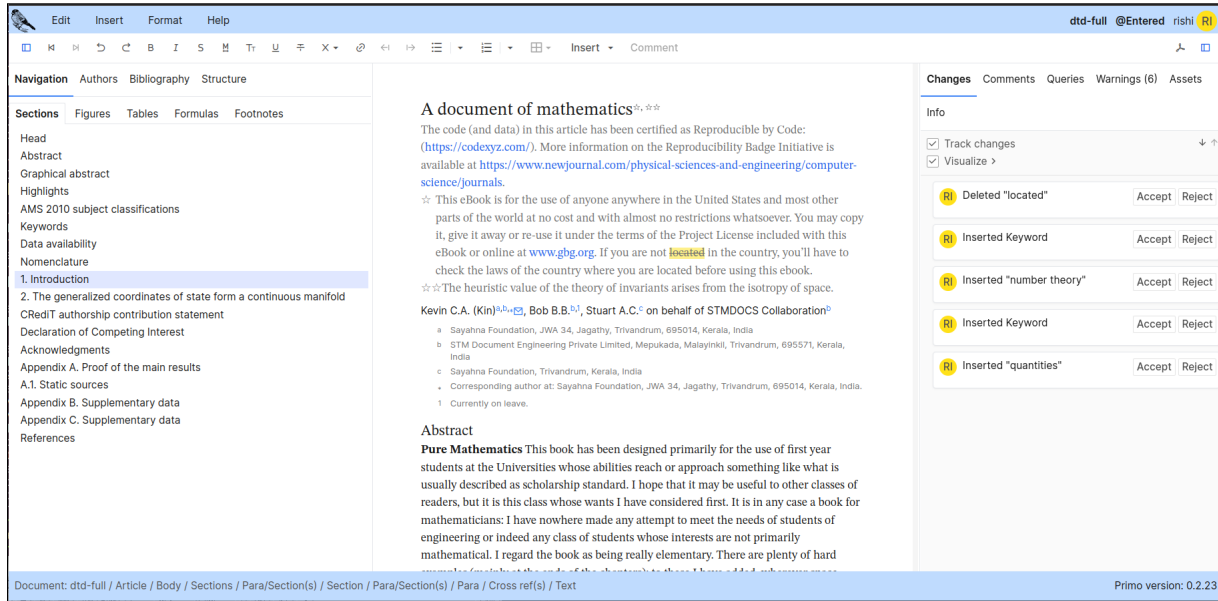 Edit Insert Format Help
dtd-full @Entered rishi RI
B I S M TT U T X Insert Comment
Navigation Authors Bibliography Structure
Sections Figures Tables Formulas Footnotes
Head
Abstract
Graphical abstract
Highlights
AMS 2010 subject classifications
Keywords
Data availability
Nomenclature
1. Introduction
2. The generalized coordinates of state form a continuous manifold
CRediT authorship contribution statement
Declaration of Competing Interest
Acknowledgments
Appendix A. Proof of the main results
A.1. Static sources
Appendix B. Supplementary data
Appendix C. Supplementary data
References
A document of mathematics☆, ☆☆
The code (and data) in this article has been certified as Reproducible by Code:
(https://codexyz.com/). More information on the Reproducibility Badge Initiative is
available at https://www.newjournal.com/physical-sciences-and-engineering/computer-
science/journals.
☆ This eBook is for the use of anyone anywhere in the United States and most other
parts of the world at no cost and with almost no restrictions whatsoever. You may copy
it, give it away or re-use it under the terms of the Project License included with this
eBook or online at www.gbg.org. If you are not located in the country, you'll have to
check the laws of the country where you are located before using this ebook.
☆☆The heuristic value of the theory of invariants arises from the isotropy of space.
Kevin C.A. (Kin)a,b,*✉, Bob B.B.b,1, Stuart A.C.c on behalf of STMDOCS Collaborationb
a Sayahna Foundation, JWA 34, Jagathy, Trivandrum, 695014, Kerala, India
b STM Document Engineering Private Limited, Mepukada, Malayinkil, Trivandrum, 695571, Kerala,
India
c Sayahna Foundation, Trivandrum, Kerala, India
* Corresponding author at: Sayahna Foundation, JWA 34, Jagathy, Trivandrum, 695014, Kerala, India.
1 Currently on leave.
Abstract
Pure Mathematics This book has been designed primarily for the use of first year
students at the Universities whose abilities reach or approach something like what is
usually described as scholarship standard. I hope that it may be useful to other classes of
readers, but it is this class whose wants I have considered first. It is in any case a book for
mathematicians: I have nowhere made any attempt to meet the needs of students of
engineering or indeed any class of students whose interests are not primarily
mathematical. I regard the book as being really elementary. There are plenty of hard
Changes Comments Queries Warnings (6) Assets
Info
Track changes
Visualize >
RI Deleted "located" Accept Reject
RI Inserted Keyword Accept Reject
RI Inserted "number theory" Accept Reject
RI Inserted Keyword Accept Reject
RI Inserted "quantities" Accept Reject
Document: dtd-full / Article / Body / Sections / Para/Section(s) / Section / Para/Section(s) / Para / Cross ref(s) / Text
Primo version: 0.2.23